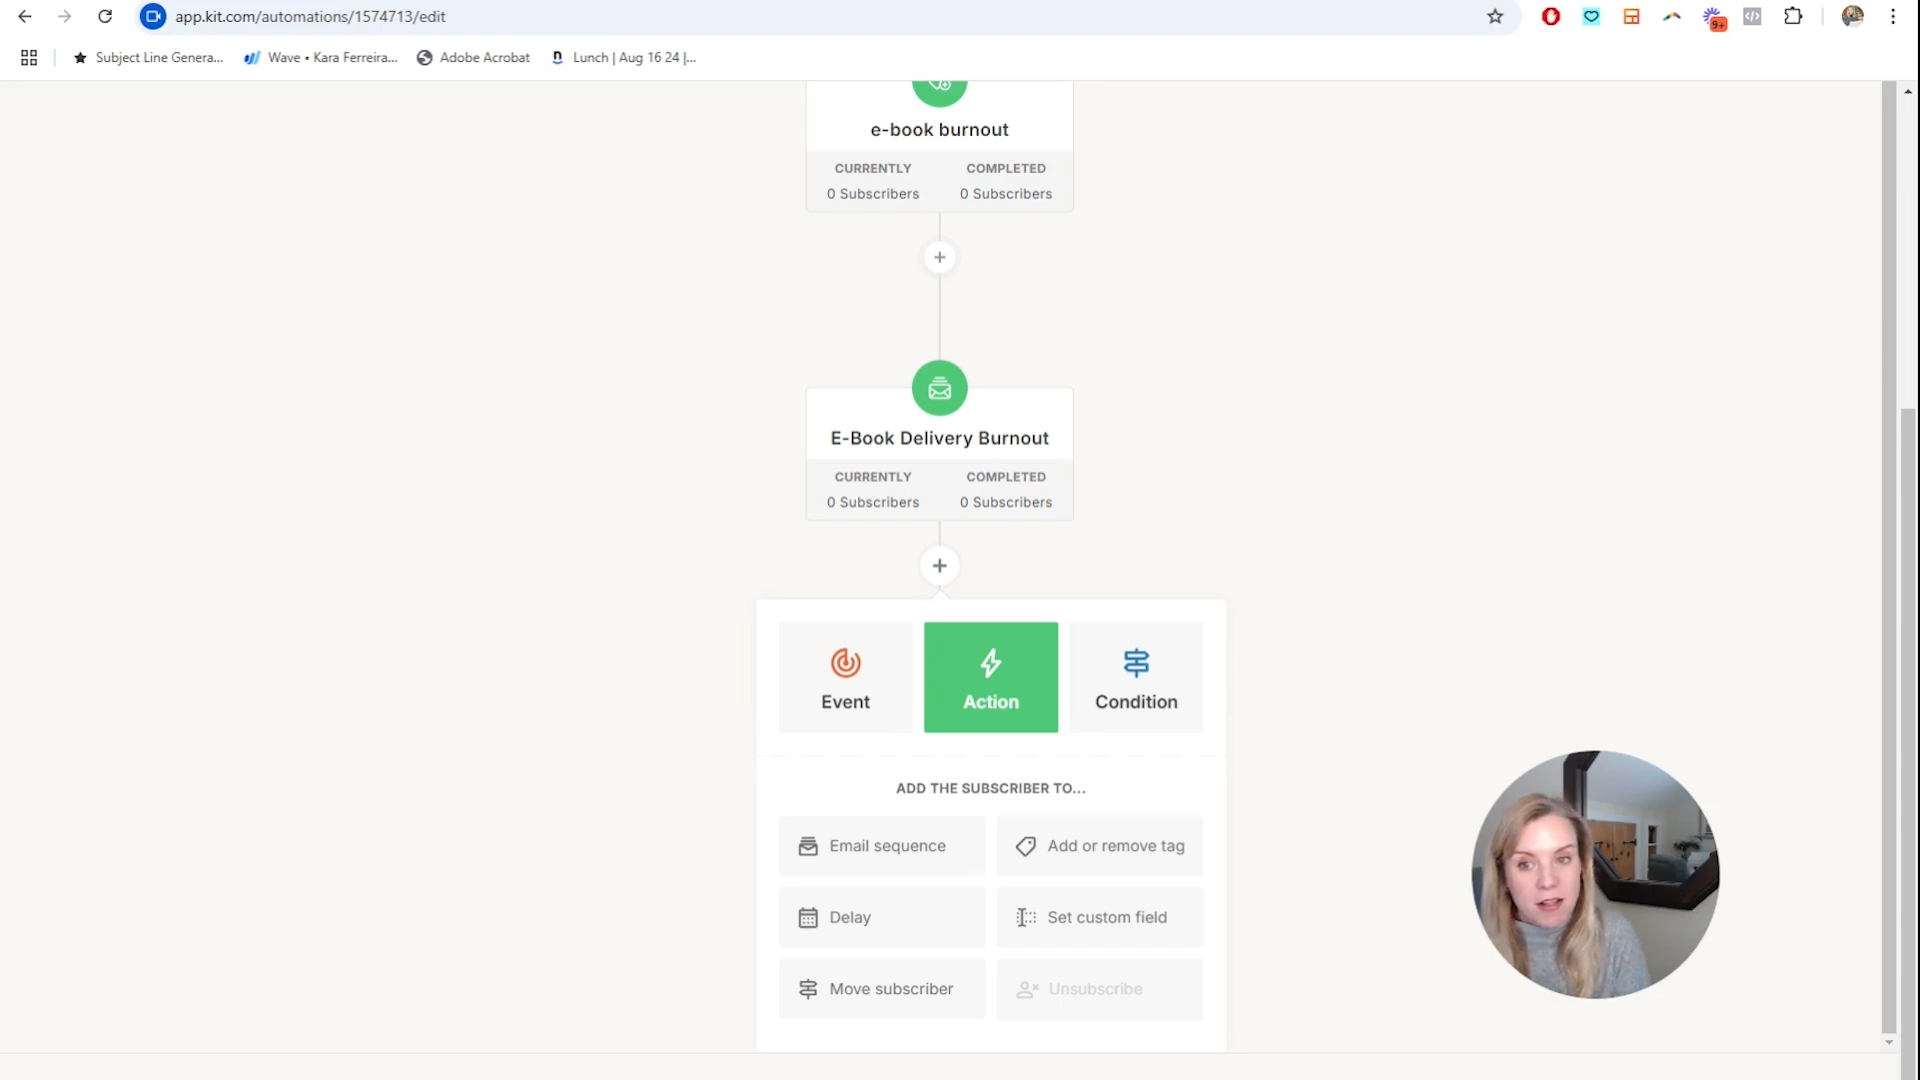 app.kit.com/automations/1574713/edit
9+
Subject Line Genera...
Wave • Kara Ferreira...
Adobe Acrobat
n
Lunch | Aug 16 24 |...
e-book burnout
CURRENTLY COMPLETED
0 Subscribers 0 Subscribers
+
E-Book Delivery Burnout
CURRENTLY COMPLETED
0 Subscribers 0 Subscribers
+
Event Action Condition
ADD THE SUBSCRIBER TO...
Email sequence Add or remove tag
Delay Set custom field
Move subscriber Unsubscribe